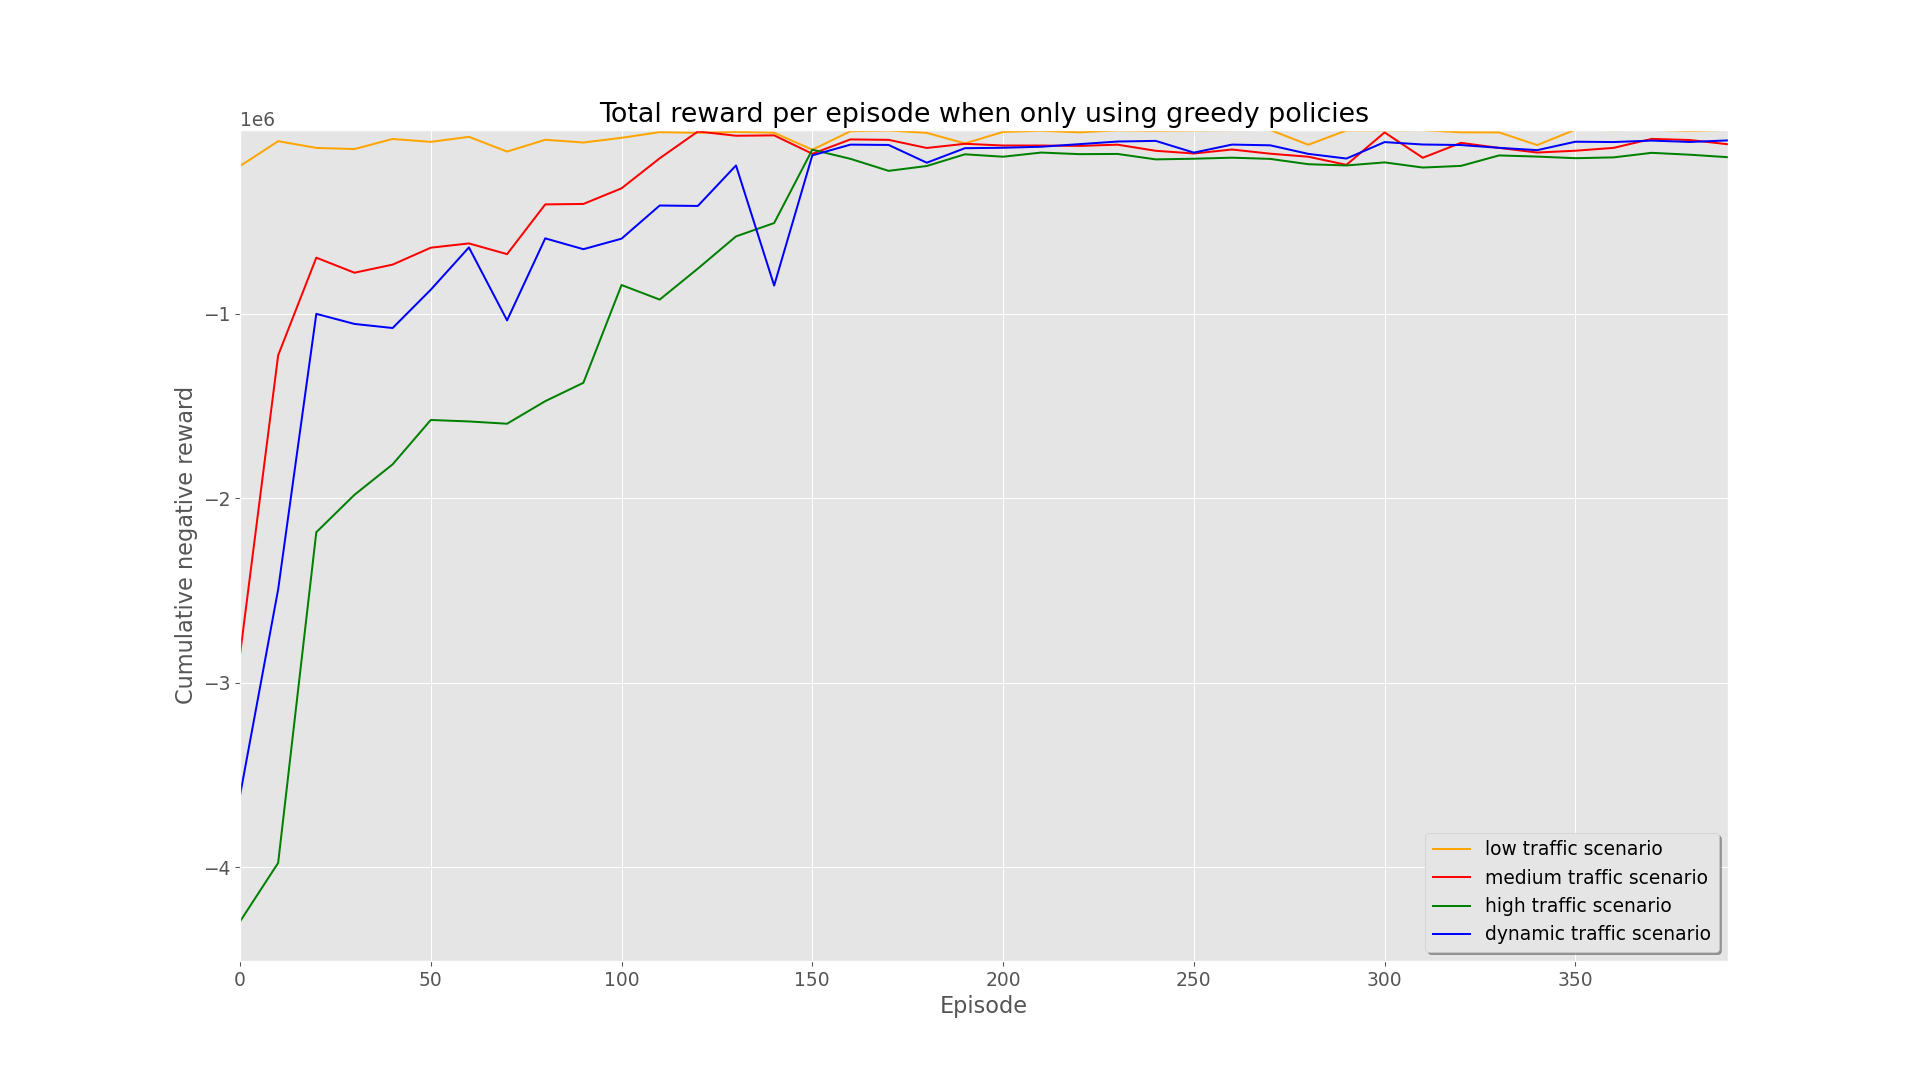 Total reward per episode when only using greedy policies
1e6
−1
−2
−3
−4
Cumulative negative reward
0 50 100 150 200 250 300 350
Episode
low traffic scenario
medium traffic scenario
high traffic scenario
dynamic traffic scenario